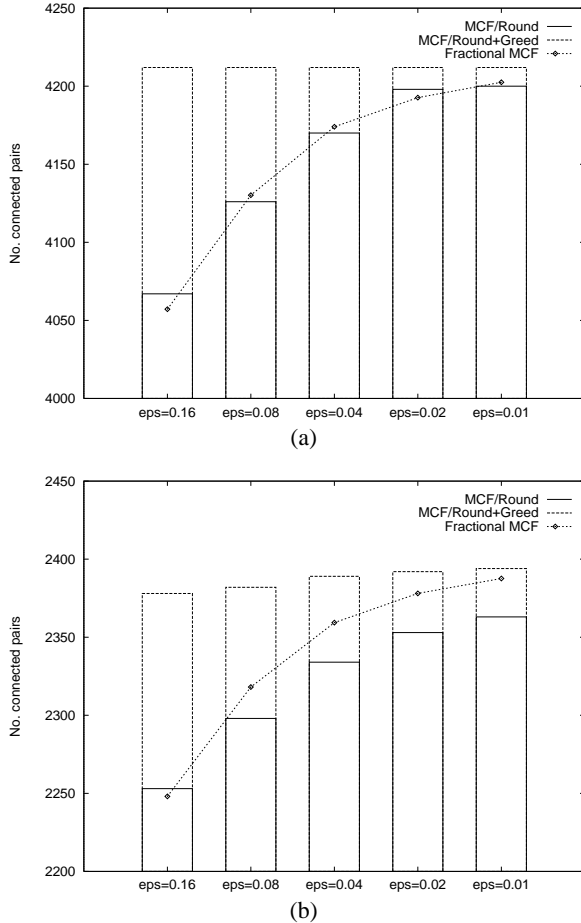 4250
4200
4150
4100
4050
4000
No. connected pairs
MCF/Round
MCF/Round+Greed
Fractional MCF
eps=0.16 eps=0.08 eps=0.04 eps=0.02 eps=0.01
(a)
2450
2400
2350
2300
2250
2200
No. connected pairs
MCF/Round
MCF/Round+Greed
Fractional MCF
eps=0.16 eps=0.08 eps=0.04 eps=0.02 eps=0.01
(b)